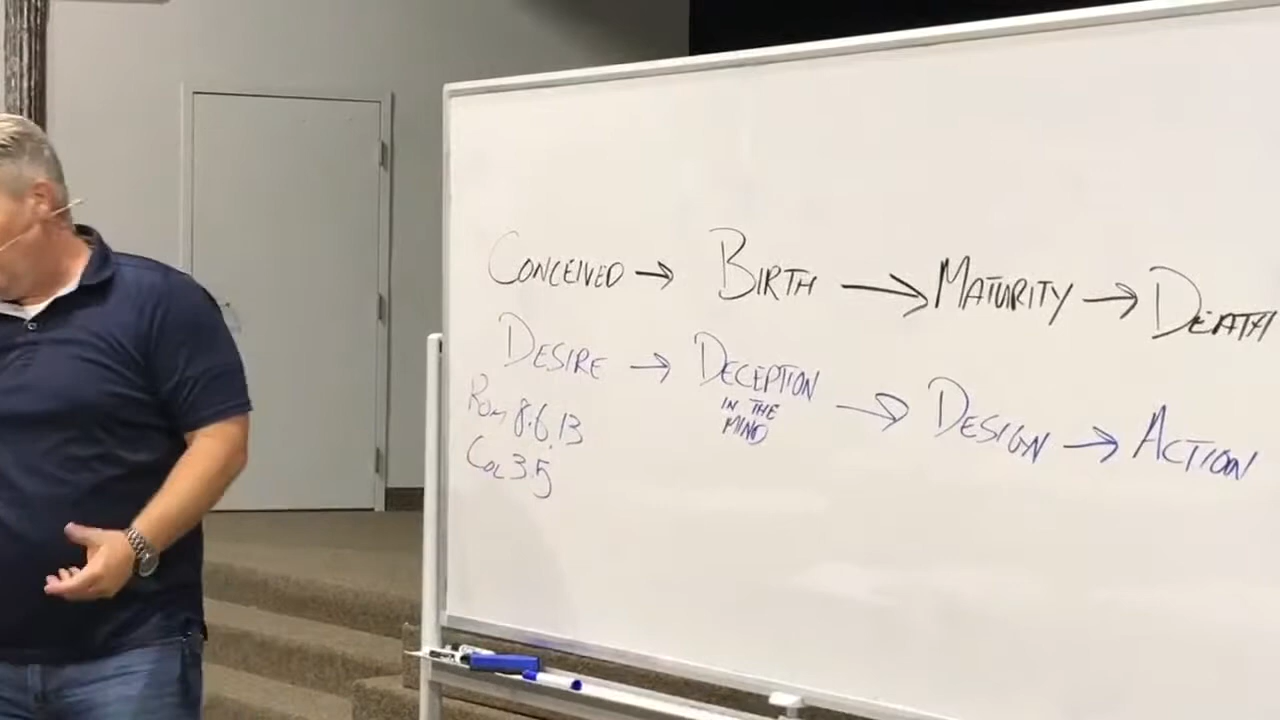 CONCEIVED → BIRTH → MATURITY → DEATH
DESIRE → DECEPTION IN THE MIND → DESIGN → ACTION
Rom 8.6.13
Col 3.5